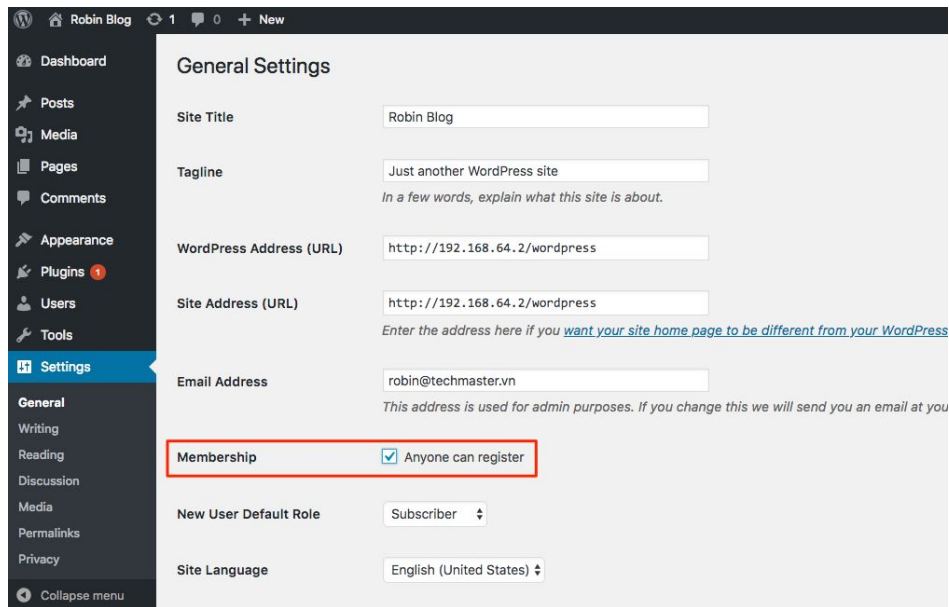 Robin Blog 1 0 + New
Dashboard
Posts
Media
Pages
Comments
Appearance
Plugins 1
Users
Tools
Settings
General
Writing
Reading
Discussion
Media
Permalinks
Privacy
Collapse menu
General Settings
Site Title Robin Blog
Tagline Just another WordPress site
In a few words, explain what this site is about.
WordPress Address (URL) http://192.168.64.2/wordpress
Site Address (URL) http://192.168.64.2/wordpress
Enter the address here if you want your site home page to be different from your WordPress
Email Address robin@techmaster.vn
This address is used for admin purposes. If you change this we will send you an email at you
Membership Anyone can register
New User Default Role Subscriber
Site Language English (United States)